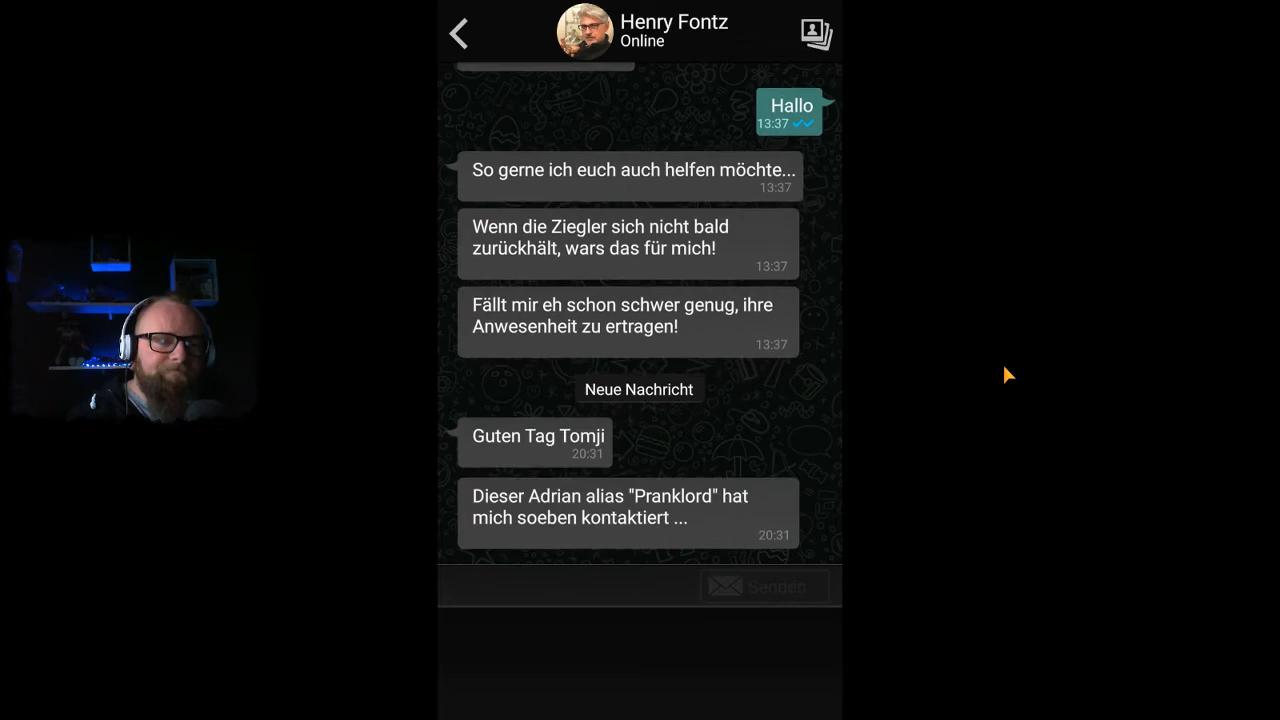 Henry Fontz
Online
Hallo
13:37
So gerne ich euch auch helfen möchte...
13:37
Wenn die Ziegler sich nicht bald
zurückhält, wars das für mich!
13:37
Fällt mir eh schon schwer genug, ihre
Anwesenheit zu ertragen!
13:37
Neue Nachricht
Guten Tag Tomji
20:31
Dieser Adrian alias "Pranklord" hat
mich soeben kontaktiert ...
20:31
Senden